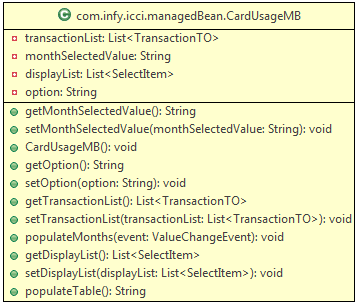 C com.infy.icci.managedBean.CardUsageMB
transactionList: List<TransactionTO>
monthSelectedValue: String
displayList: List<SelectItem>
option: String
getMonthSelectedValue(): String
setMonthSelectedValue(monthSelectedValue: String): void
CardUsageMB(): void
getOption(): String
setOption(option: String): void
getTransactionList(): List<TransactionTO>
setTransactionList(transactionList: List<TransactionTO>): void
populateMonths(event: ValueChangeEvent): void
getDisplayList(): List<SelectItem>
setDisplayList(displayList: List<SelectItem>): void
populateTable(): String